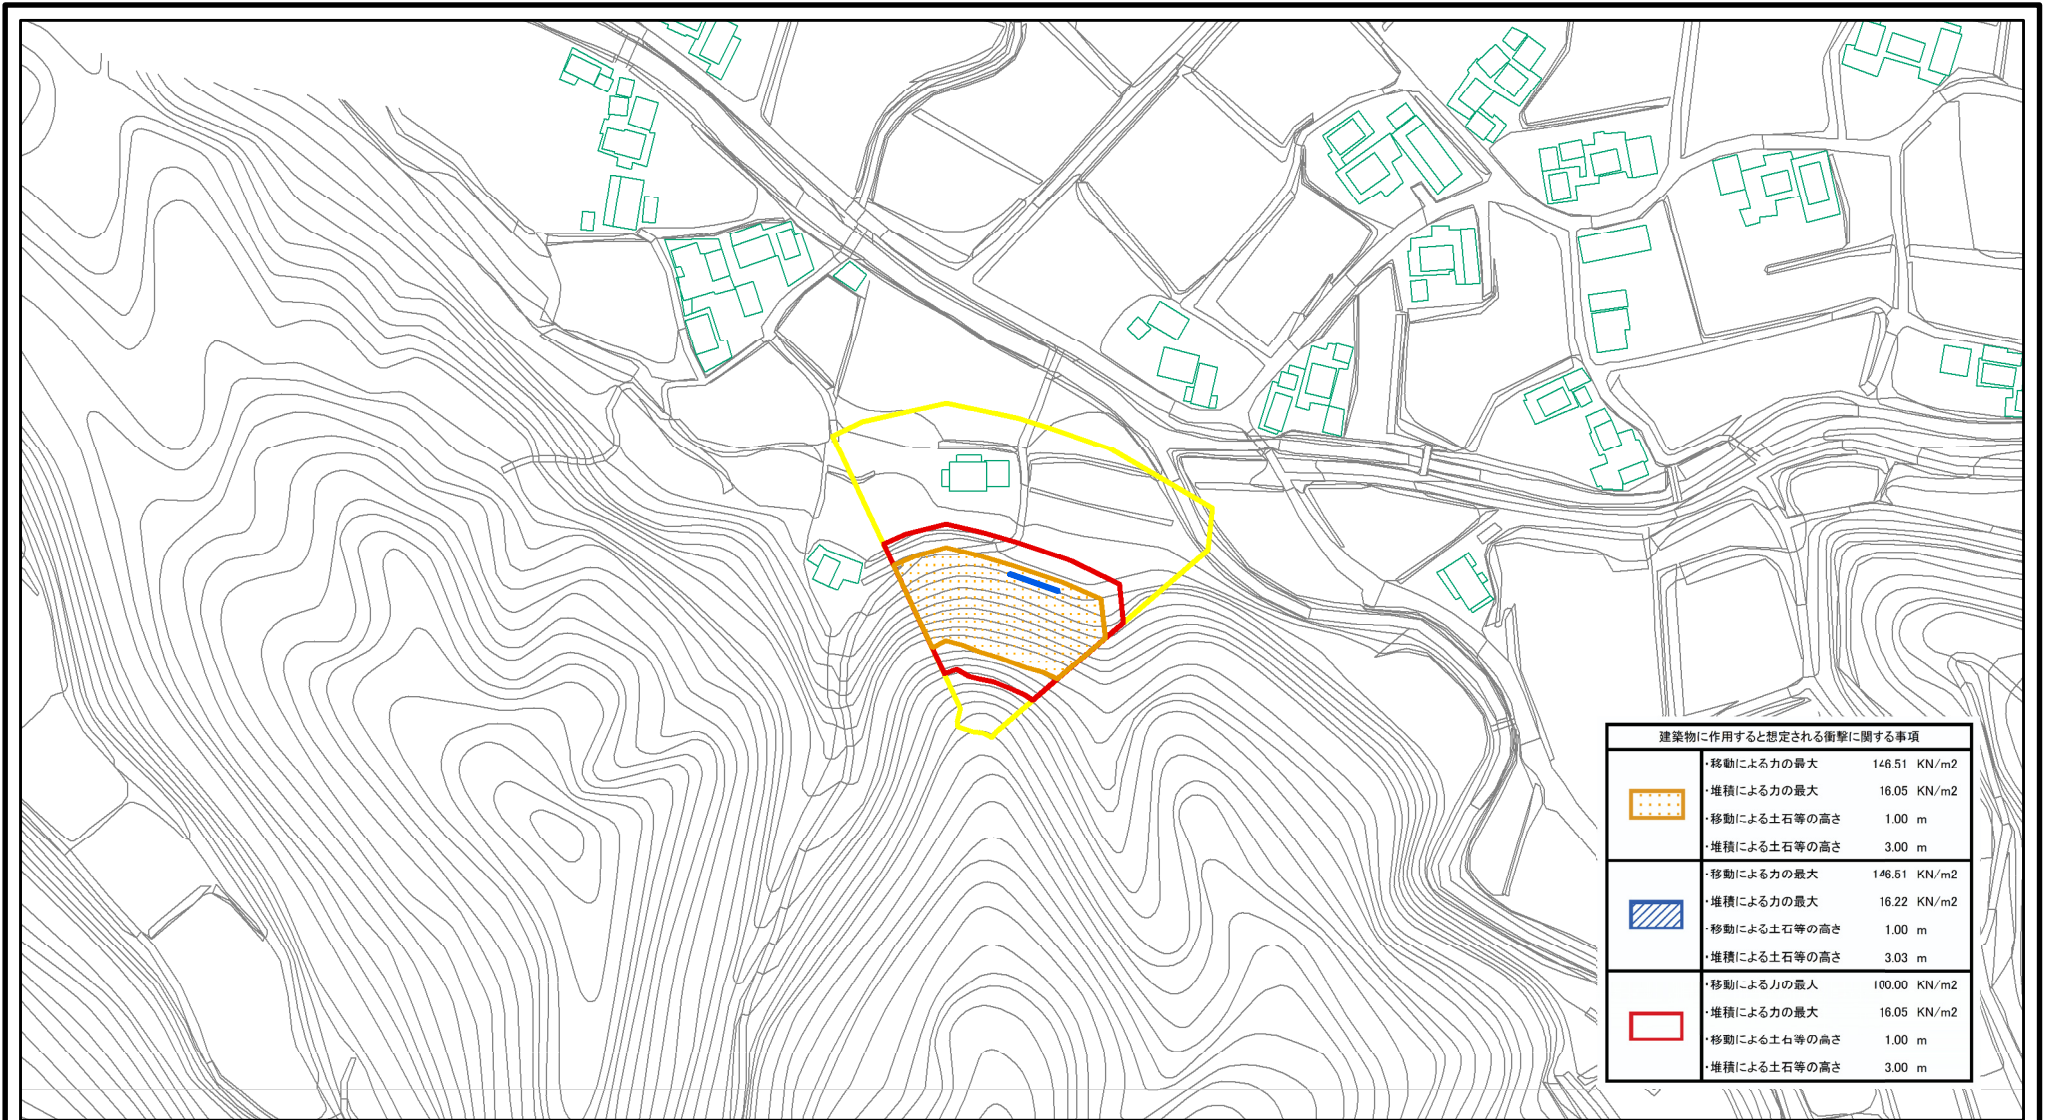 建築物に作用すると想定される衝撃に関する事項
・移動による力の最大 146.51 KN/m2
・堆積による力の最大 16.05 KN/m2
・移動による土石等の高さ 1.00 m
・堆積による土石等の高さ 3.00 m
・移動による力の最大 146.51 KN/m2
・堆積による力の最大 16.22 KN/m2
・移動による土石等の高さ 1.00 m
・堆積による土石等の高さ 3.03 m
・移動による力の最大 100.00 KN/m2
・堆積による力の最大 16.05 KN/m2
・移動による土石等の高さ 1.00 m
・堆積による土石等の高さ 3.00 m